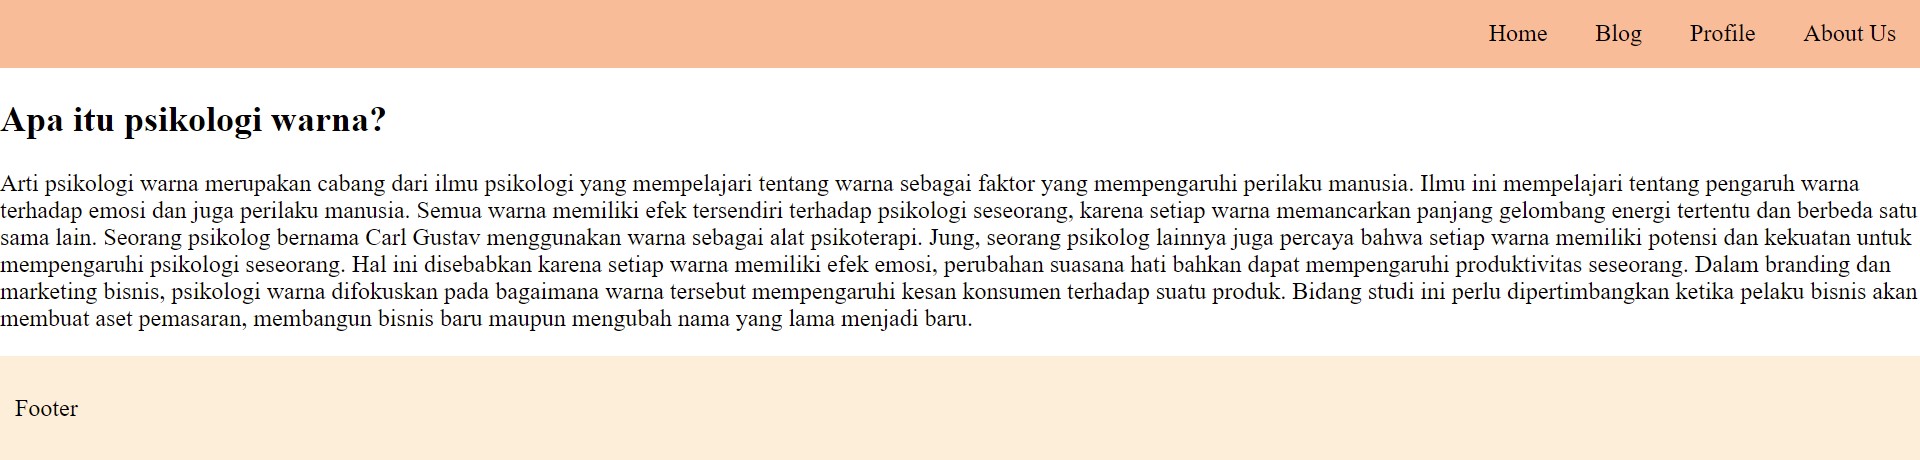 Home Blog Profile About Us
Apa itu psikologi warna?
Arti psikologi warna merupakan cabang dari ilmu psikologi yang mempelajari tentang warna sebagai faktor yang mempengaruhi perilaku manusia. Ilmu ini mempelajari tentang pengaruh warna
terhadap emosi dan juga perilaku manusia. Semua warna memiliki efek tersendiri terhadap psikologi seseorang, karena setiap warna memancarkan panjang gelombang energi tertentu dan berbeda satu
sama lain. Seorang psikolog bernama Carl Gustav menggunakan warna sebagai alat psikoterapi. Jung, seorang psikolog lainnya juga percaya bahwa setiap warna memiliki potensi dan kekuatan untuk
mempengaruhi psikologi seseorang. Hal ini disebabkan karena setiap warna memiliki efek emosi, perubahan suasana hati bahkan dapat mempengaruhi produktivitas seseorang. Dalam branding dan
marketing bisnis, psikologi warna difokuskan pada bagaimana warna tersebut mempengaruhi kesan konsumen terhadap suatu produk. Bidang studi ini perlu dipertimbangkan ketika pelaku bisnis akan
membuat aset pemasaran, membangun bisnis baru maupun mengubah nama yang lama menjadi baru.
Footer